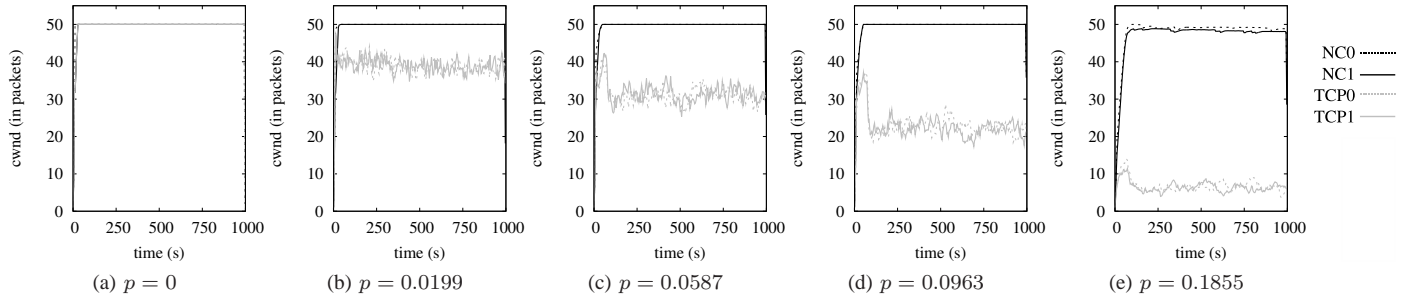 cwnd (in packets)
50
40
30
20
10
0
0 250 500 750 1000
time (s)
(a) p = 0
cwnd (in packets)
50
40
30
20
10
0
0 250 500 750 1000
time (s)
(b) p = 0.0199
cwnd (in packets)
50
40
30
20
10
0
0 250 500 750 1000
time (s)
(c) p = 0.0587
cwnd (in packets)
50
40
30
20
10
0
0 250 500 750 1000
time (s)
(d) p = 0.0963
cwnd (in packets)
50
40
30
20
10
0
0 250 500 750 1000
time (s)
(e) p = 0.1855
NC0
NC1
TCP0
TCP1